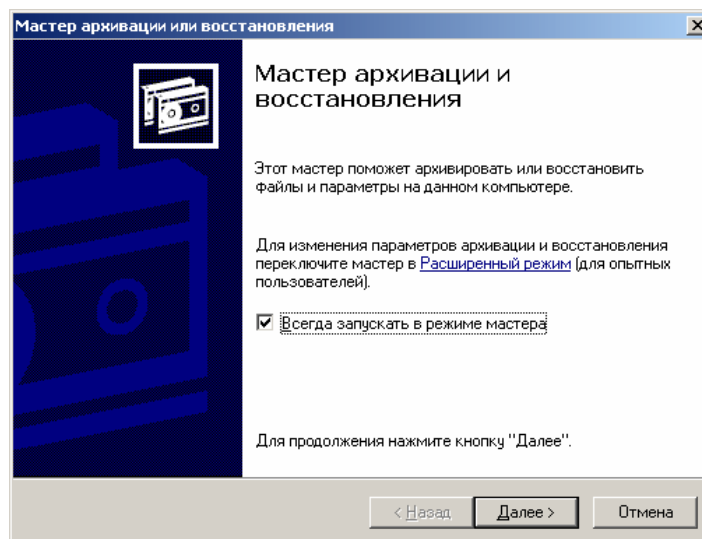 Мастер архивации или восстановления
Мастер архивации и
восстановления
Этот мастер поможет архивировать или восстановить
файлы и параметры на данном компьютере.
Для изменения параметров архивации и восстановления
переключите мастер в Расширенный режим (для опытных
пользователей).
Всегда запускать в режиме мастера
Для продолжения нажмите кнопку "Далее".
< Назад Далее > Отмена